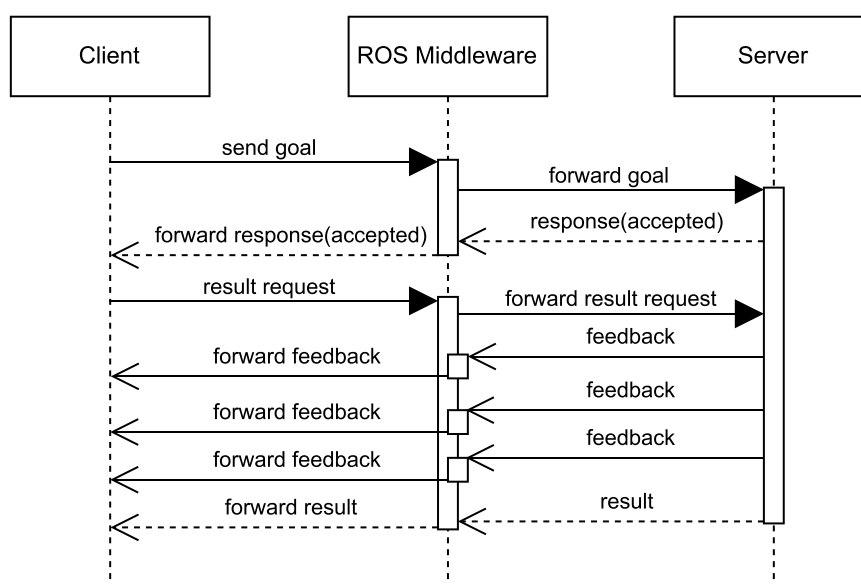 Client
ROS Middleware
Server
send goal
forward goal
response(accepted)
forward response(accepted)
result request
forward result request
feedback
forward feedback
feedback
forward feedback
feedback
forward feedback
result
forward result